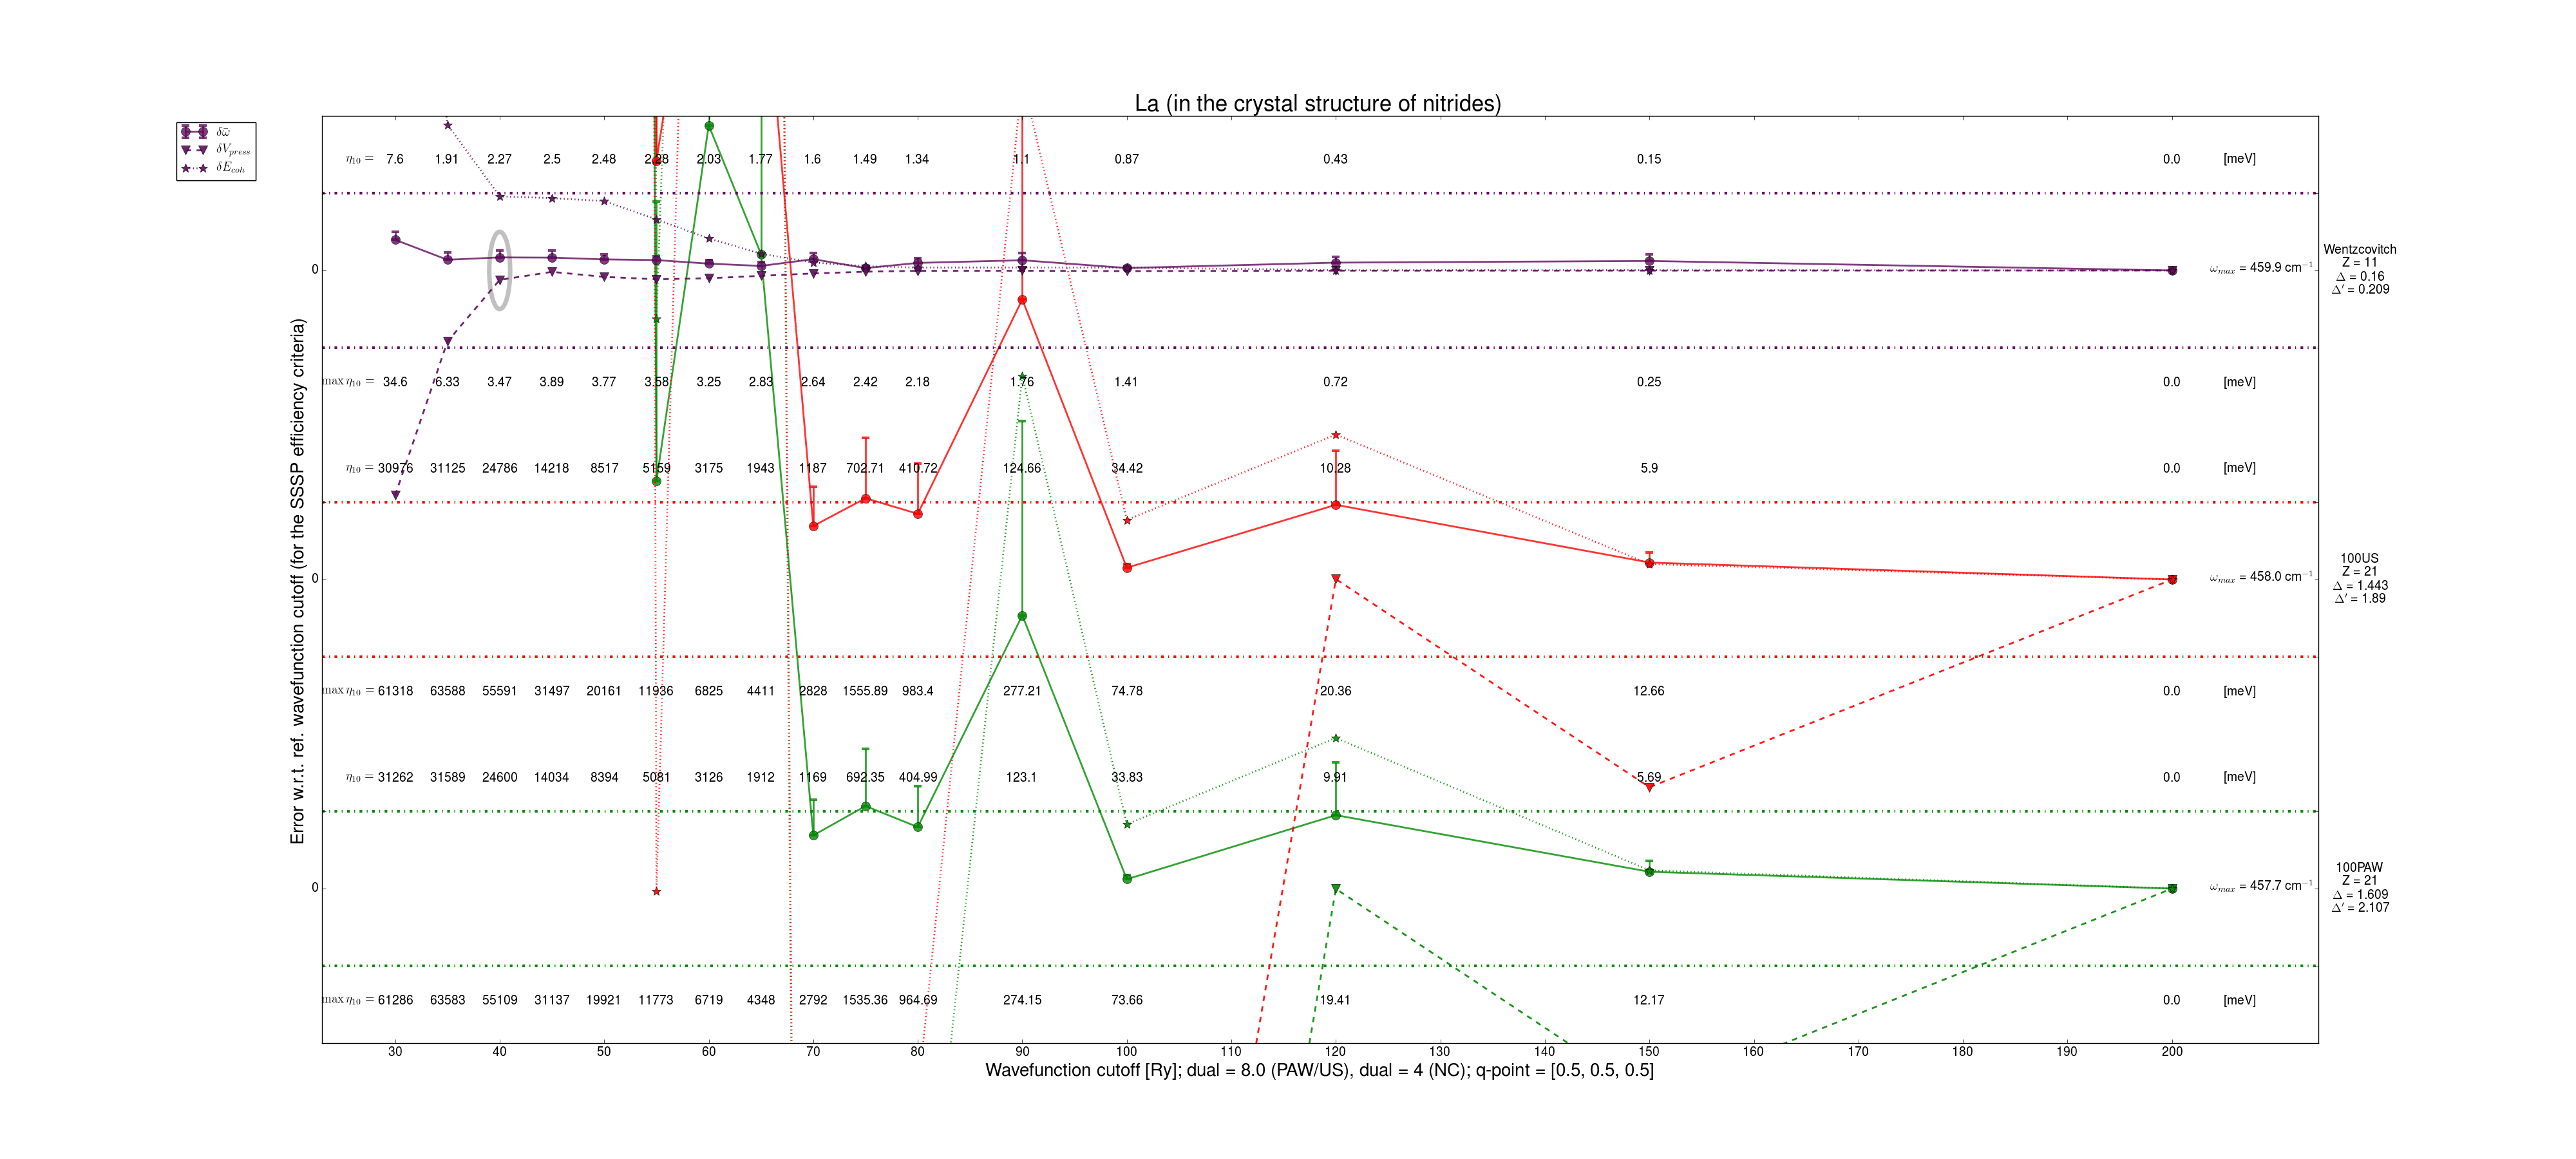 La (in the crystal structure of nitrides)
δω̄
δV_press
δE_coh
η₁₀ = 7.6 1.91 2.27 2.5 2.48 2.28 2.03 1.77 1.6 1.49 1.34 1.1 0.87 0.43 0.15 0.0 [meV]
0
ω_max = 459.9 cm⁻¹
Wentzcovitch
Z = 11
Δ = 0.16
Δ′ = 0.209
max η₁₀ = 34.6 6.33 3.47 3.89 3.77 3.58 3.25 2.83 2.64 2.42 2.18 1.76 1.41 0.72 0.25 0.0 [meV]
η₁₀ = 30976 31125 24786 14218 8517 5159 3175 1943 1187 702.71 410.72 124.66 34.42 10.28 5.9 0.0 [meV]
0
ω_max = 458.0 cm⁻¹
100US
Z = 21
Δ = 1.443
Δ′ = 1.89
max η₁₀ = 61318 63588 55591 31497 20161 11936 6825 4411 2828 1555.89 983.4 277.21 74.78 20.36 12.66 0.0 [meV]
η₁₀ = 31262 31589 24600 14034 8394 5081 3126 1912 1169 692.35 404.99 123.1 33.83 9.91 5.69 0.0 [meV]
0
ω_max = 457.7 cm⁻¹
100PAW
Z = 21
Δ = 1.609
Δ′ = 2.107
max η₁₀ = 61286 63583 55109 31137 19921 11773 6719 4348 2792 1535.36 964.69 274.15 73.66 19.41 12.17 0.0 [meV]
30 40 50 60 70 80 90 100 110 120 130 140 150 160 170 180 190 200
Wavefunction cutoff [Ry]; dual = 8.0 (PAW/US), dual = 4 (NC); q-point = [0.5, 0.5, 0.5]
Error w.r.t. ref. wavefunction cutoff (for the SSSP efficiency criteria)